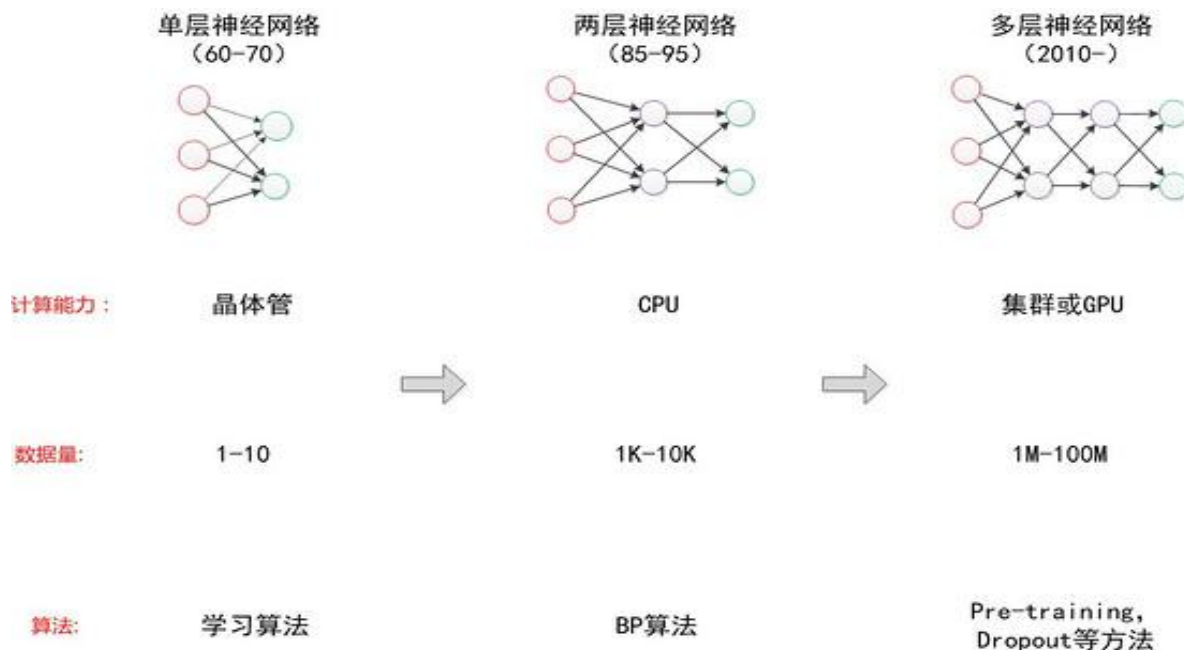 单层神经网络
（60-70）
两层神经网络
（85-95）
多层神经网络
（2010-）
计算能力：
晶体管
CPU
集群或GPU
数据量:
1-10
1K-10K
1M-100M
算法:
学习算法
BP算法
Pre-training,
Dropout等方法